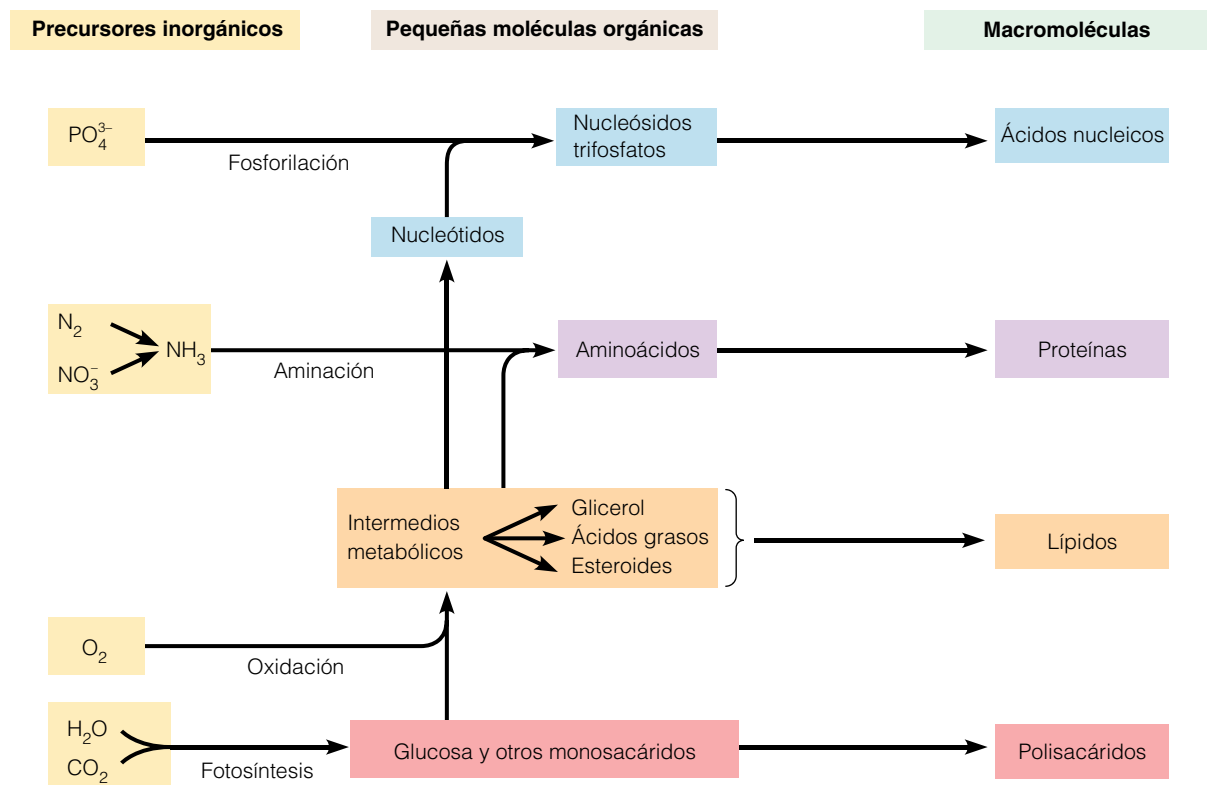 Precursores inorgánicos
Pequeñas moléculas orgánicas
Macromoléculas
PO₄³⁻
Fosforilación
Nucleósidos
trifosfatos
Ácidos nucleicos
Nucleótidos
N₂
NO₃⁻
NH₃
Aminación
Aminoácidos
Proteínas
Intermedios
metabólicos
Glicerol
Ácidos grasos
Esteroides
Lípidos
O₂
Oxidación
H₂O
CO₂
Fotosíntesis
Glucosa y otros monosacáridos
Polisacáridos